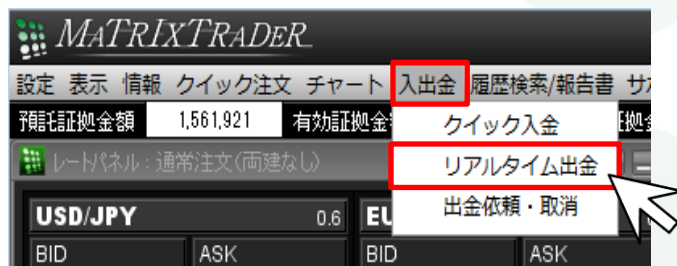 MATRIXTRADER
設定 表示 情報 クイック注文 チャート 入出金 履歴検索/報告書
預託証拠金額 1,561,921 有効証拠金
クイック入金
レートパネル：通常注文(両建なし)
リアルタイム出金
出金依頼・取消
USD/JPY 0.6
BID ASK BID ASK